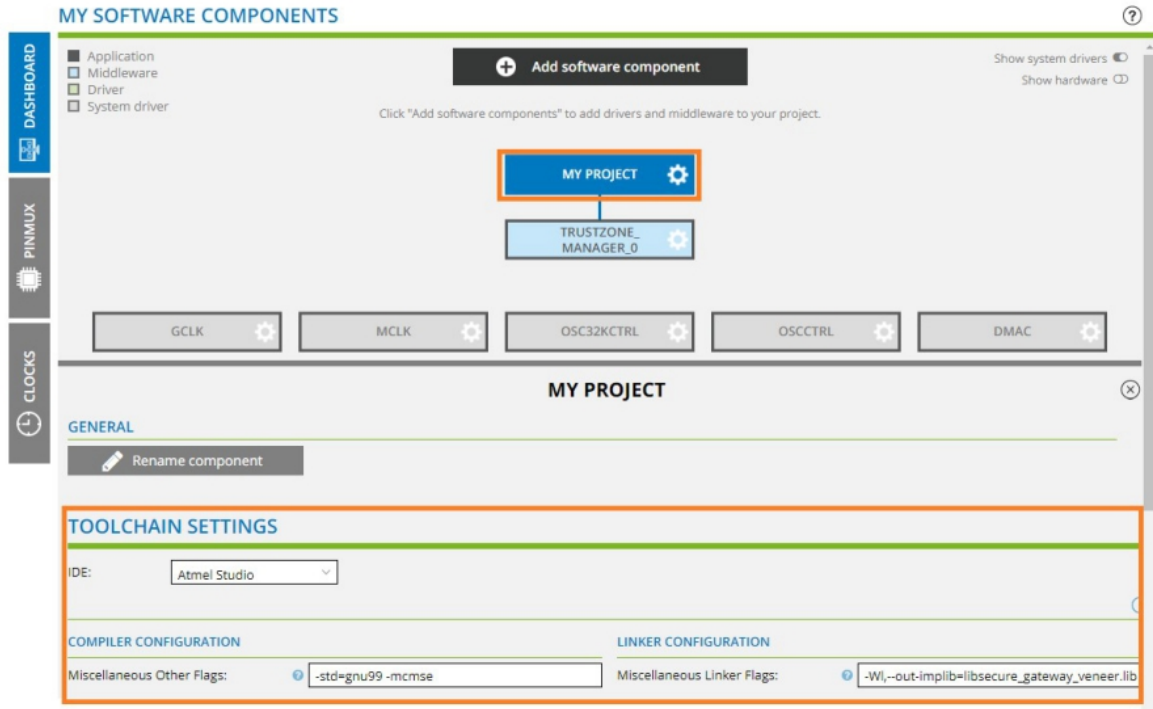 MY SOFTWARE COMPONENTS
?
DASHBOARD
PINMUX
CLOCKS
Application
Middleware
Driver
System driver
Add software component
Show system drivers
Show hardware
Click "Add software components" to add drivers and middleware to your project.
MY PROJECT
TRUSTZONE_
MANAGER_0
GCLK
MCLK
OSC32KCTRL
OSCCTRL
DMAC
MY PROJECT
GENERAL
Rename component
TOOLCHAIN SETTINGS
IDE:
Atmel Studio
COMPILER CONFIGURATION
LINKER CONFIGURATION
Miscellaneous Other Flags:
? -std=gnu99 -mcmse
Miscellaneous Linker Flags:
? -Wl,--out-implib=libsecure_gateway_veneer.lib